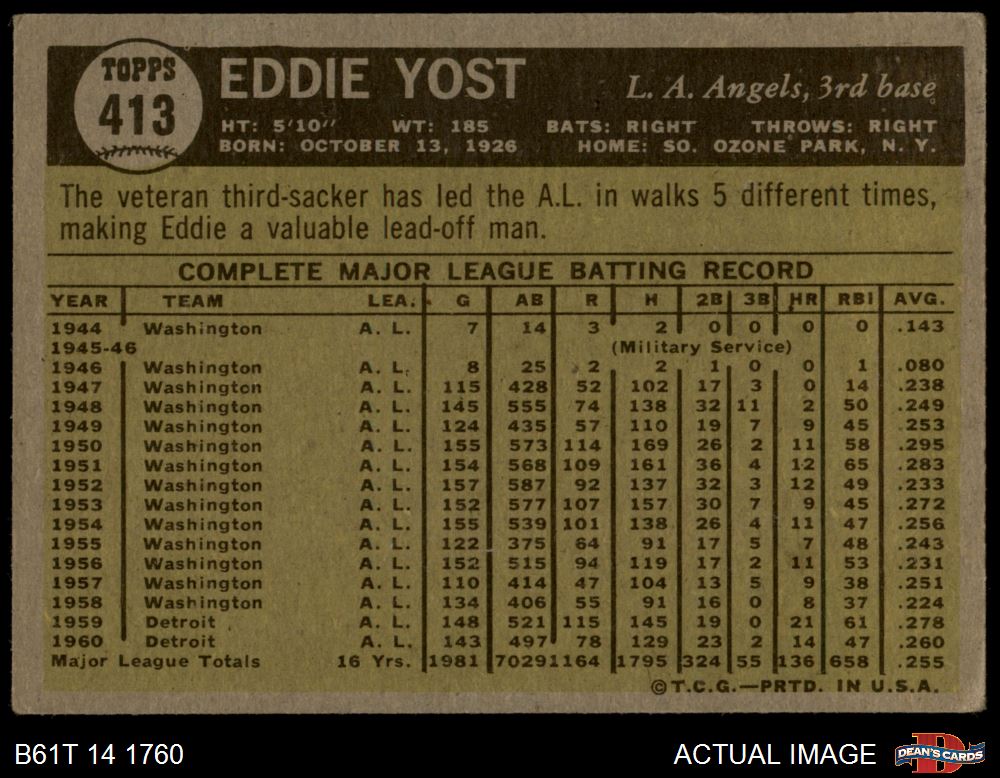 TOPPS
413
EDDIE YOST
L. A. Angels, 3rd base
HT: 5'10" WT: 185 BATS: RIGHT THROWS: RIGHT
BORN: OCTOBER 13, 1926 HOME: SO. OZONE PARK, N. Y.
The veteran third-sacker has led the A.L. in walks 5 different times,
making Eddie a valuable lead-off man.
COMPLETE MAJOR LEAGUE BATTING RECORD
YEAR TEAM LEA. G AB R H 2B 3B HR RBI AVG.
1944 Washington A. L. 7 14 3 2 0 0 0 0 .143
1945-46 (Military Service)
1946 Washington A. L. 8 25 2 2 1 0 0 1 .080
1947 Washington A. L. 115 428 52 102 17 3 0 14 .238
1948 Washington A. L. 145 555 74 138 32 11 2 50 .249
1949 Washington A. L. 124 435 57 110 19 7 9 45 .253
1950 Washington A. L. 155 573 114 169 26 2 11 58 .295
1951 Washington A. L. 154 568 109 161 36 4 12 65 .283
1952 Washington A. L. 157 587 92 137 32 3 12 49 .233
1953 Washington A. L. 152 577 107 157 30 7 9 45 .272
1954 Washington A. L. 155 539 101 138 26 4 11 47 .256
1955 Washington A. L. 122 375 64 91 17 5 7 48 .243
1956 Washington A. L. 152 515 94 119 17 2 11 53 .231
1957 Washington A. L. 110 414 47 104 13 5 9 38 .251
1958 Washington A. L. 134 406 55 91 16 0 8 37 .224
1959 Detroit A. L. 148 521 115 145 19 0 21 61 .278
1960 Detroit A. L. 143 497 78 129 23 2 14 47 .260
Major League Totals 16 Yrs. 1981 7029 1164 1795 324 55 136 658 .255
©T.C.G.—PRTD. IN U.S.A.
B61T 14 1760 ACTUAL IMAGE DEAN'S CARDS